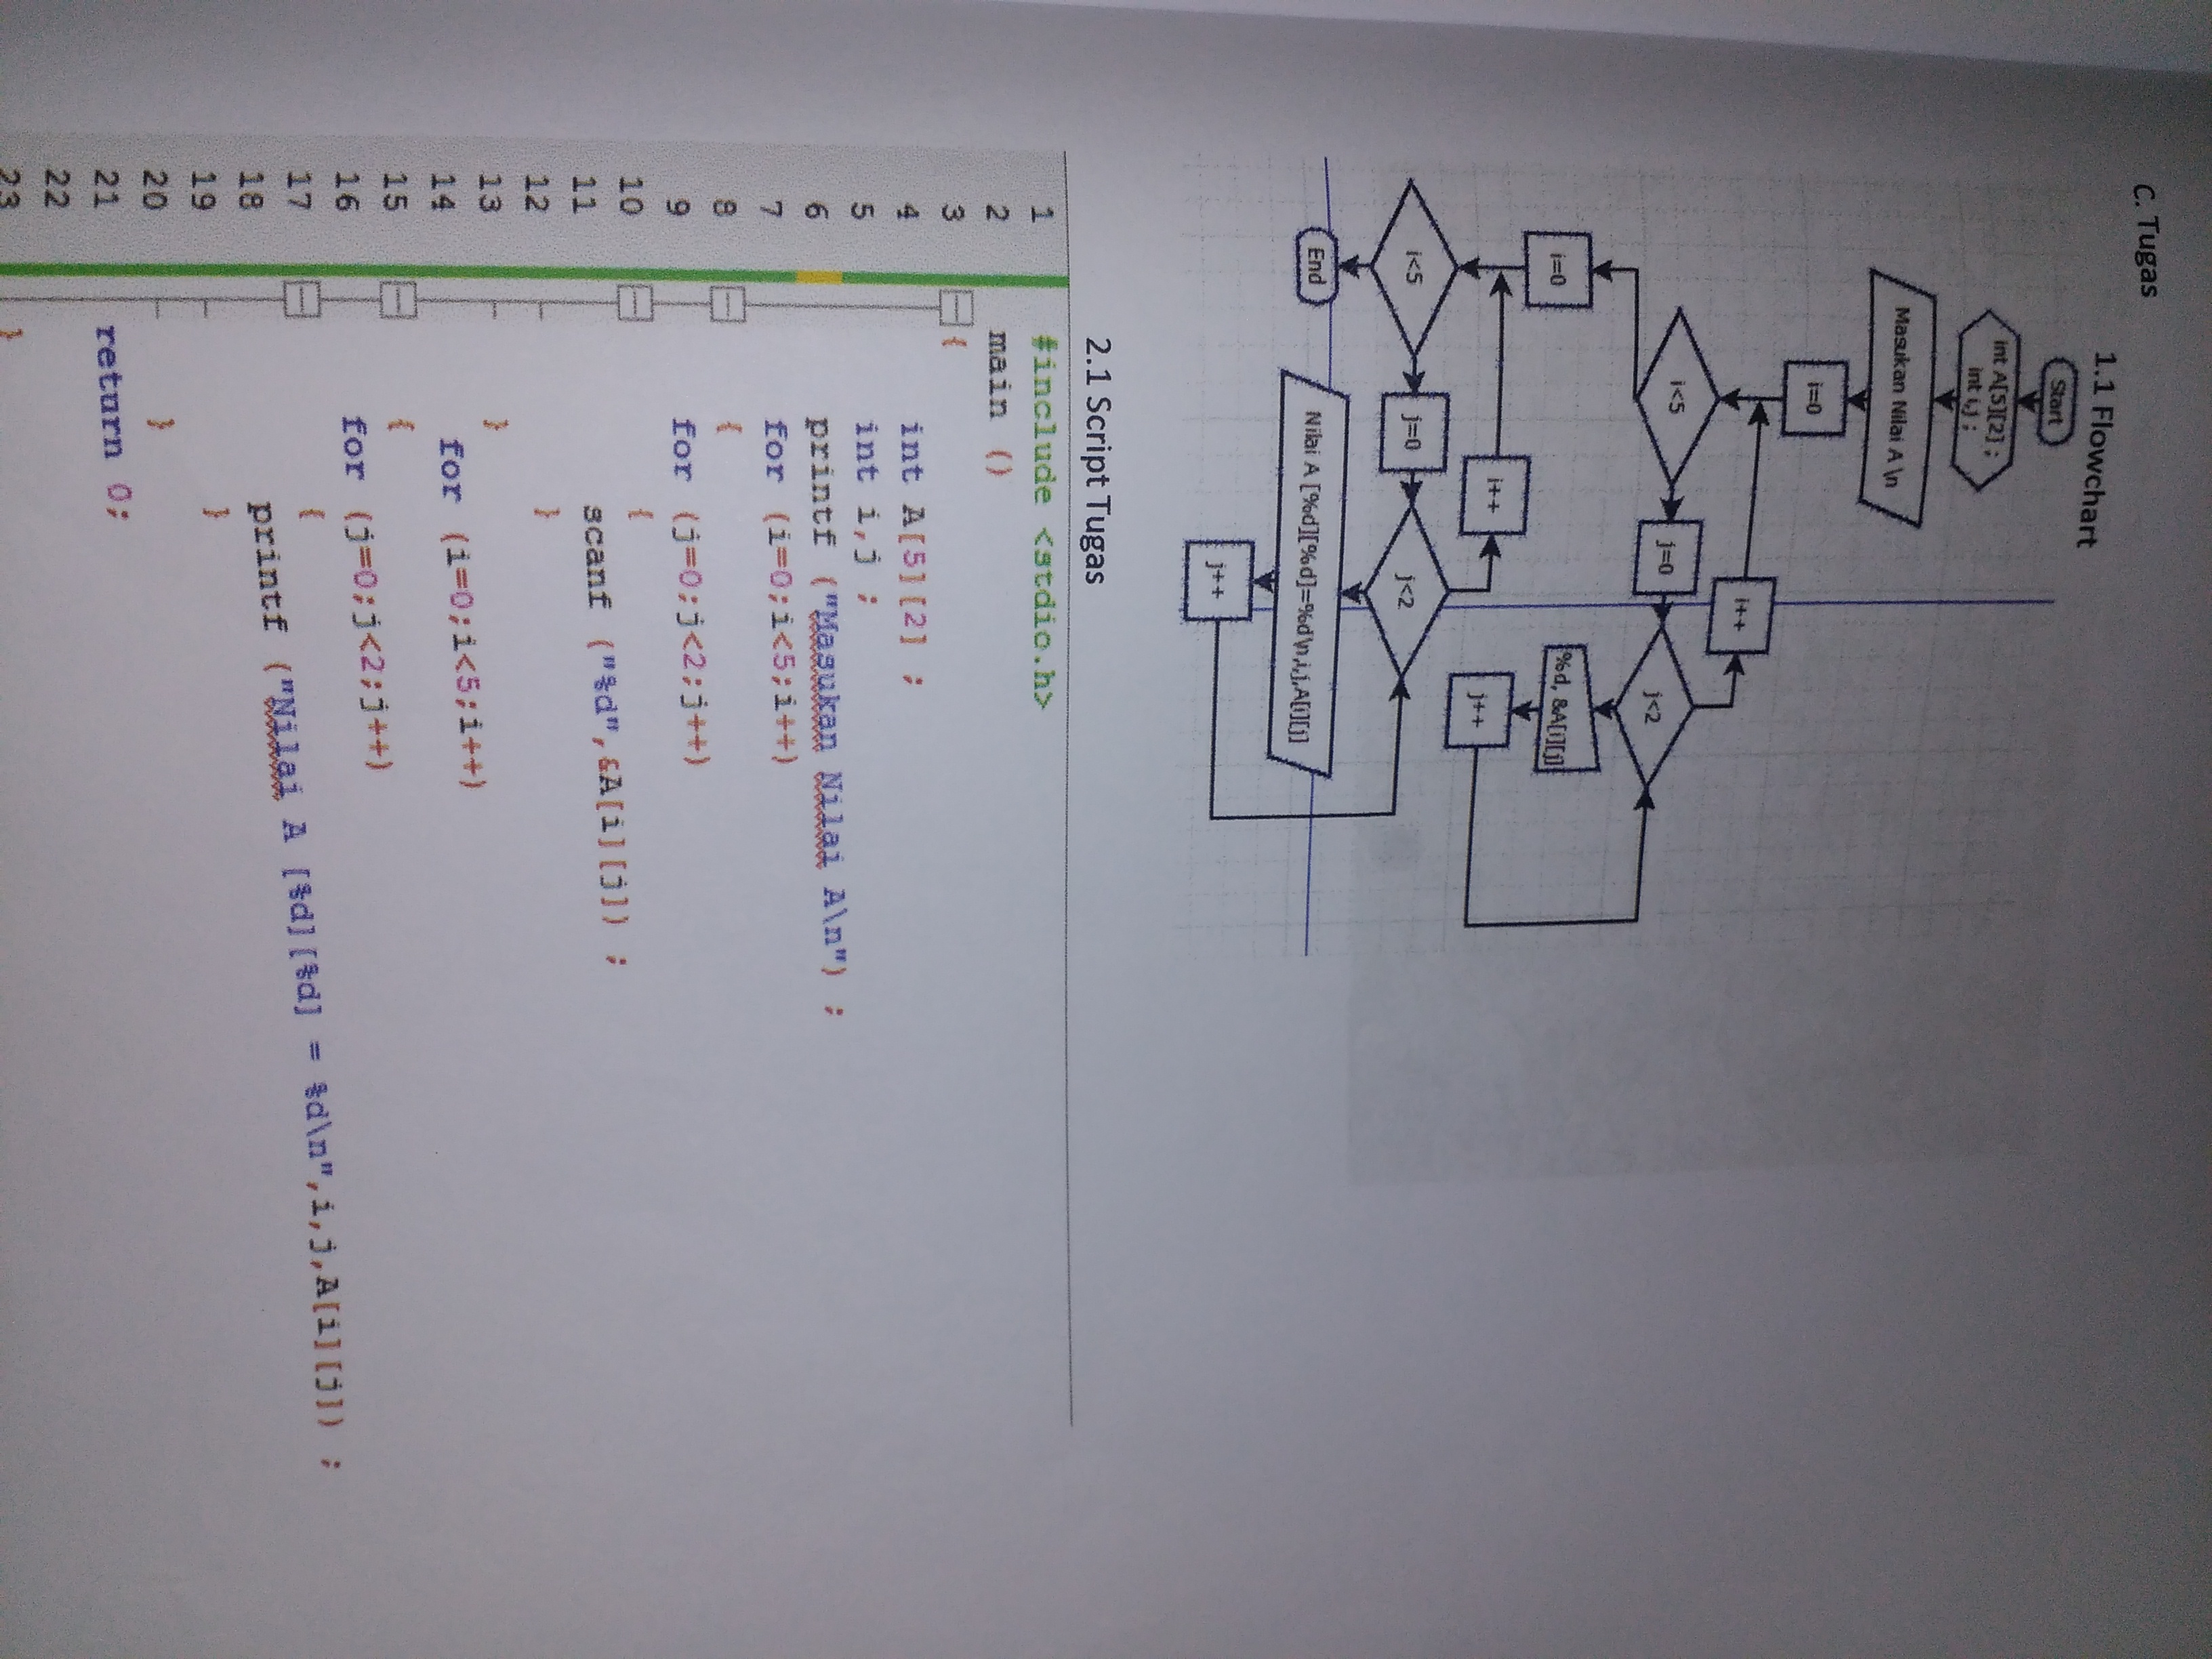 C. Tugas
1.1 Flowchart
Start
int A[5][2] ;
int i,j ;
Masukan Nilai A \n
i=0
i<5
j=0
i++
j<2
%d, &A[i][j]
j++
i=0
i<5
j=0
i++
j<2
Nilai A [%d][%d]=%d\n,i,j,A[i][j]
j++
End
2.1 Script Tugas
1 #include <stdio.h>
2 main ()
3 {
4 int A[5][2] ;
5 int i,j ;
6 printf ("Masukan Nilai A\n") ;
7 for (i=0;i<5;i++)
8 {
9 for (j=0;j<2;j++)
10 {
11 scanf ("%d",&A[i][j]) ;
12 }
13 }
14 for (i=0;i<5;i++)
15 {
16 for (j=0;j<2;j++)
17 {
18 printf ("Nilai A [%d][%d] = %d\n",i,j,A[i][j]) ;
19 }
20 }
21 return 0;
22
23 }